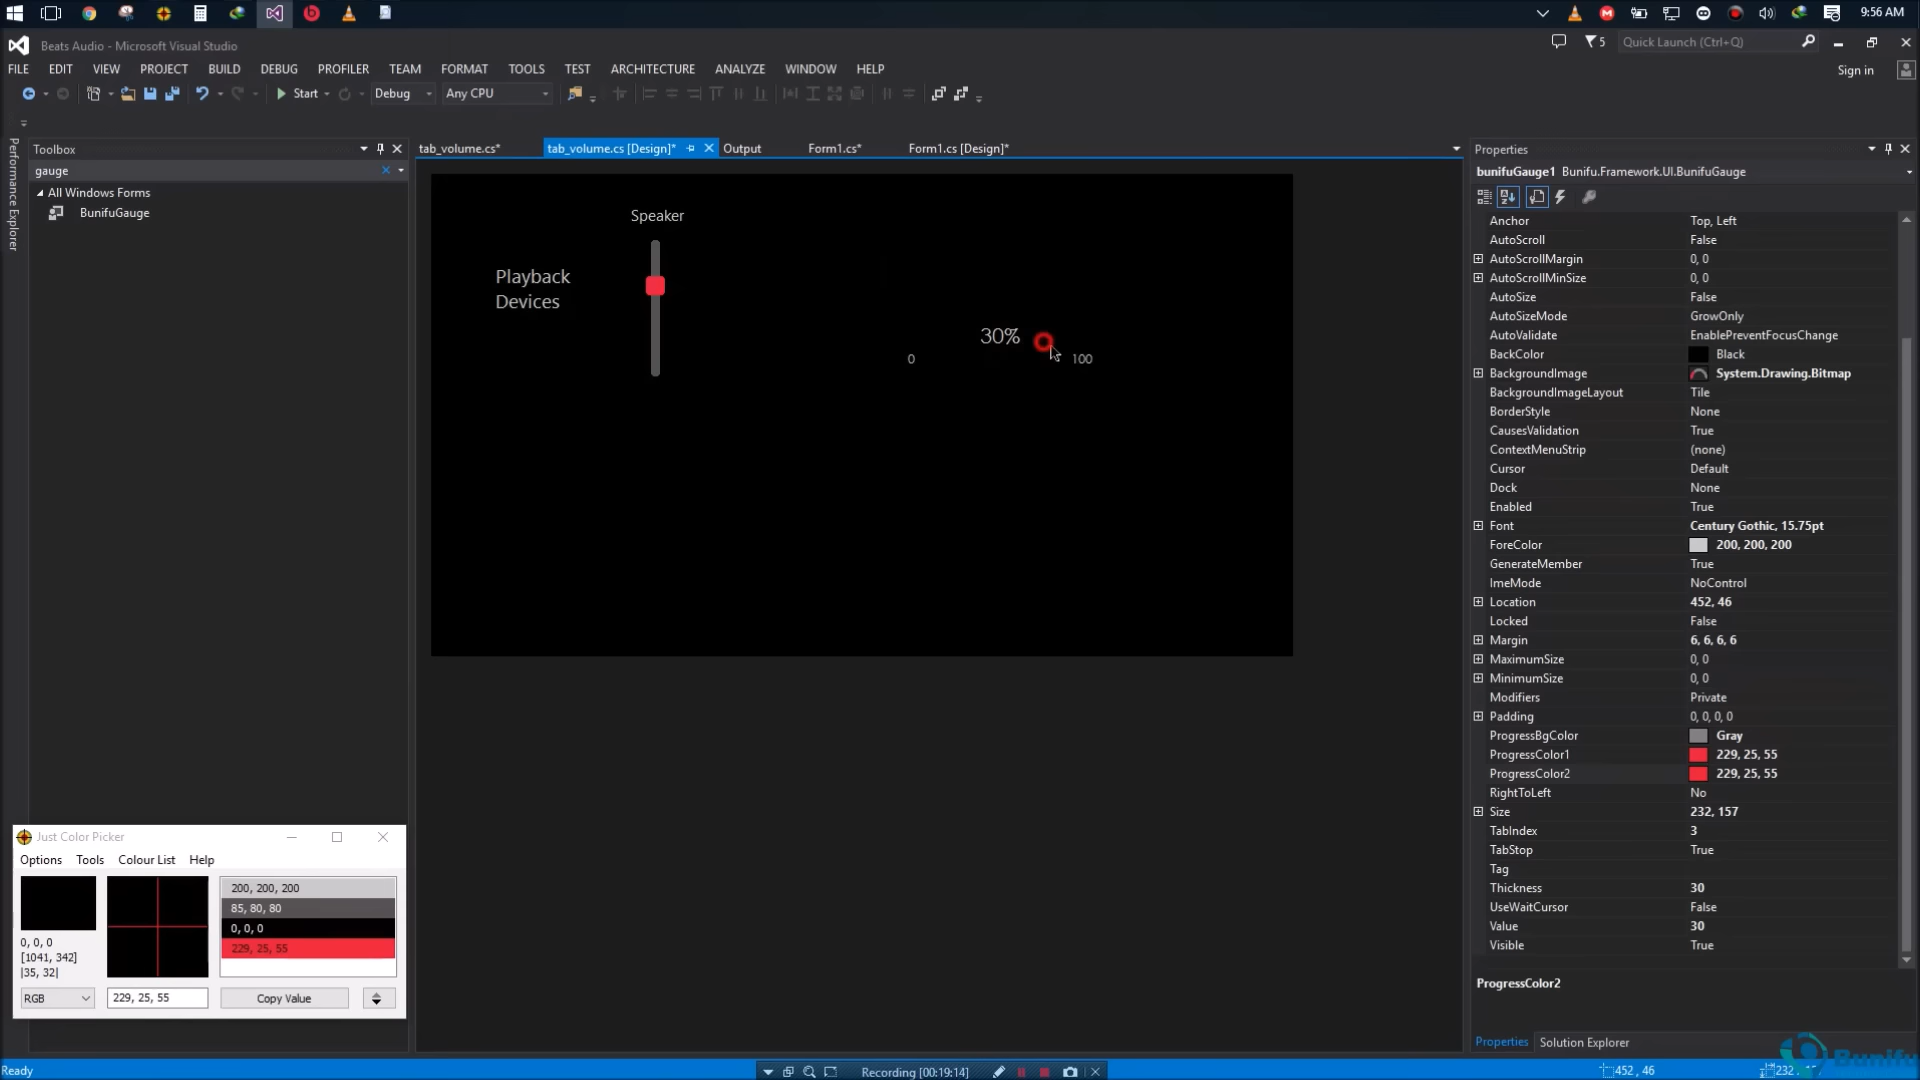 9:56 AM
Beats Audio - Microsoft Visual Studio
5
Quick Launch (Ctrl+Q)
FILE EDIT VIEW PROJECT BUILD DEBUG PROFILER TEAM FORMAT TOOLS TEST ARCHITECTURE ANALYZE WINDOW HELP
Sign in
Start
Debug
Any CPU
Performance Explorer
Toolbox
gauge
All Windows Forms
BunifuGauge
tab_volume.cs*
tab_volume.cs [Design]*
Output
Form1.cs*
Form1.cs [Design]*
Speaker
Playback
Devices
30%
0
100
Properties
bunifuGauge1 Bunifu.Framework.UI.BunifuGauge
Anchor Top, Left
AutoScroll False
AutoScrollMargin 0, 0
AutoScrollMinSize 0, 0
AutoSize False
AutoSizeMode GrowOnly
AutoValidate EnablePreventFocusChange
BackColor Black
BackgroundImage System.Drawing.Bitmap
BackgroundImageLayout Tile
BorderStyle None
CausesValidation True
ContextMenuStrip (none)
Cursor Default
Dock None
Enabled True
Font Century Gothic, 15.75pt
ForeColor 200, 200, 200
GenerateMember True
ImeMode NoControl
Location 452, 46
Locked False
Margin 6, 6, 6, 6
MaximumSize 0, 0
MinimumSize 0, 0
Modifiers Private
Padding 0, 0, 0, 0
ProgressBgColor Gray
ProgressColor1 229, 25, 55
ProgressColor2 229, 25, 55
RightToLeft No
Size 232, 157
TabIndex 3
TabStop True
Tag
Thickness 30
UseWaitCursor False
Value 30
Visible True
ProgressColor2
Properties
Solution Explorer
Just Color Picker
Options Tools Colour List Help
200, 200, 200
85, 80, 80
0, 0, 0
229, 25, 55
0, 0, 0
[1041, 342]
|35, 32|
RGB
229, 25, 55
Copy Value
Ready
Recording [00:19:14]
452 , 46